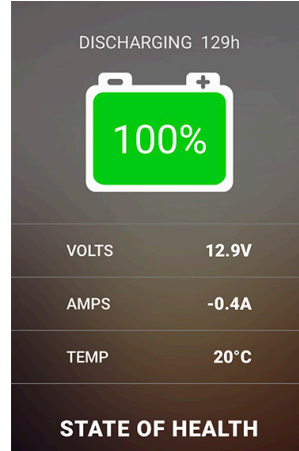 DISCHARGING 129h
- +
100%
VOLTS 12.9V
AMPS -0.4A
TEMP 20°C
STATE OF HEALTH